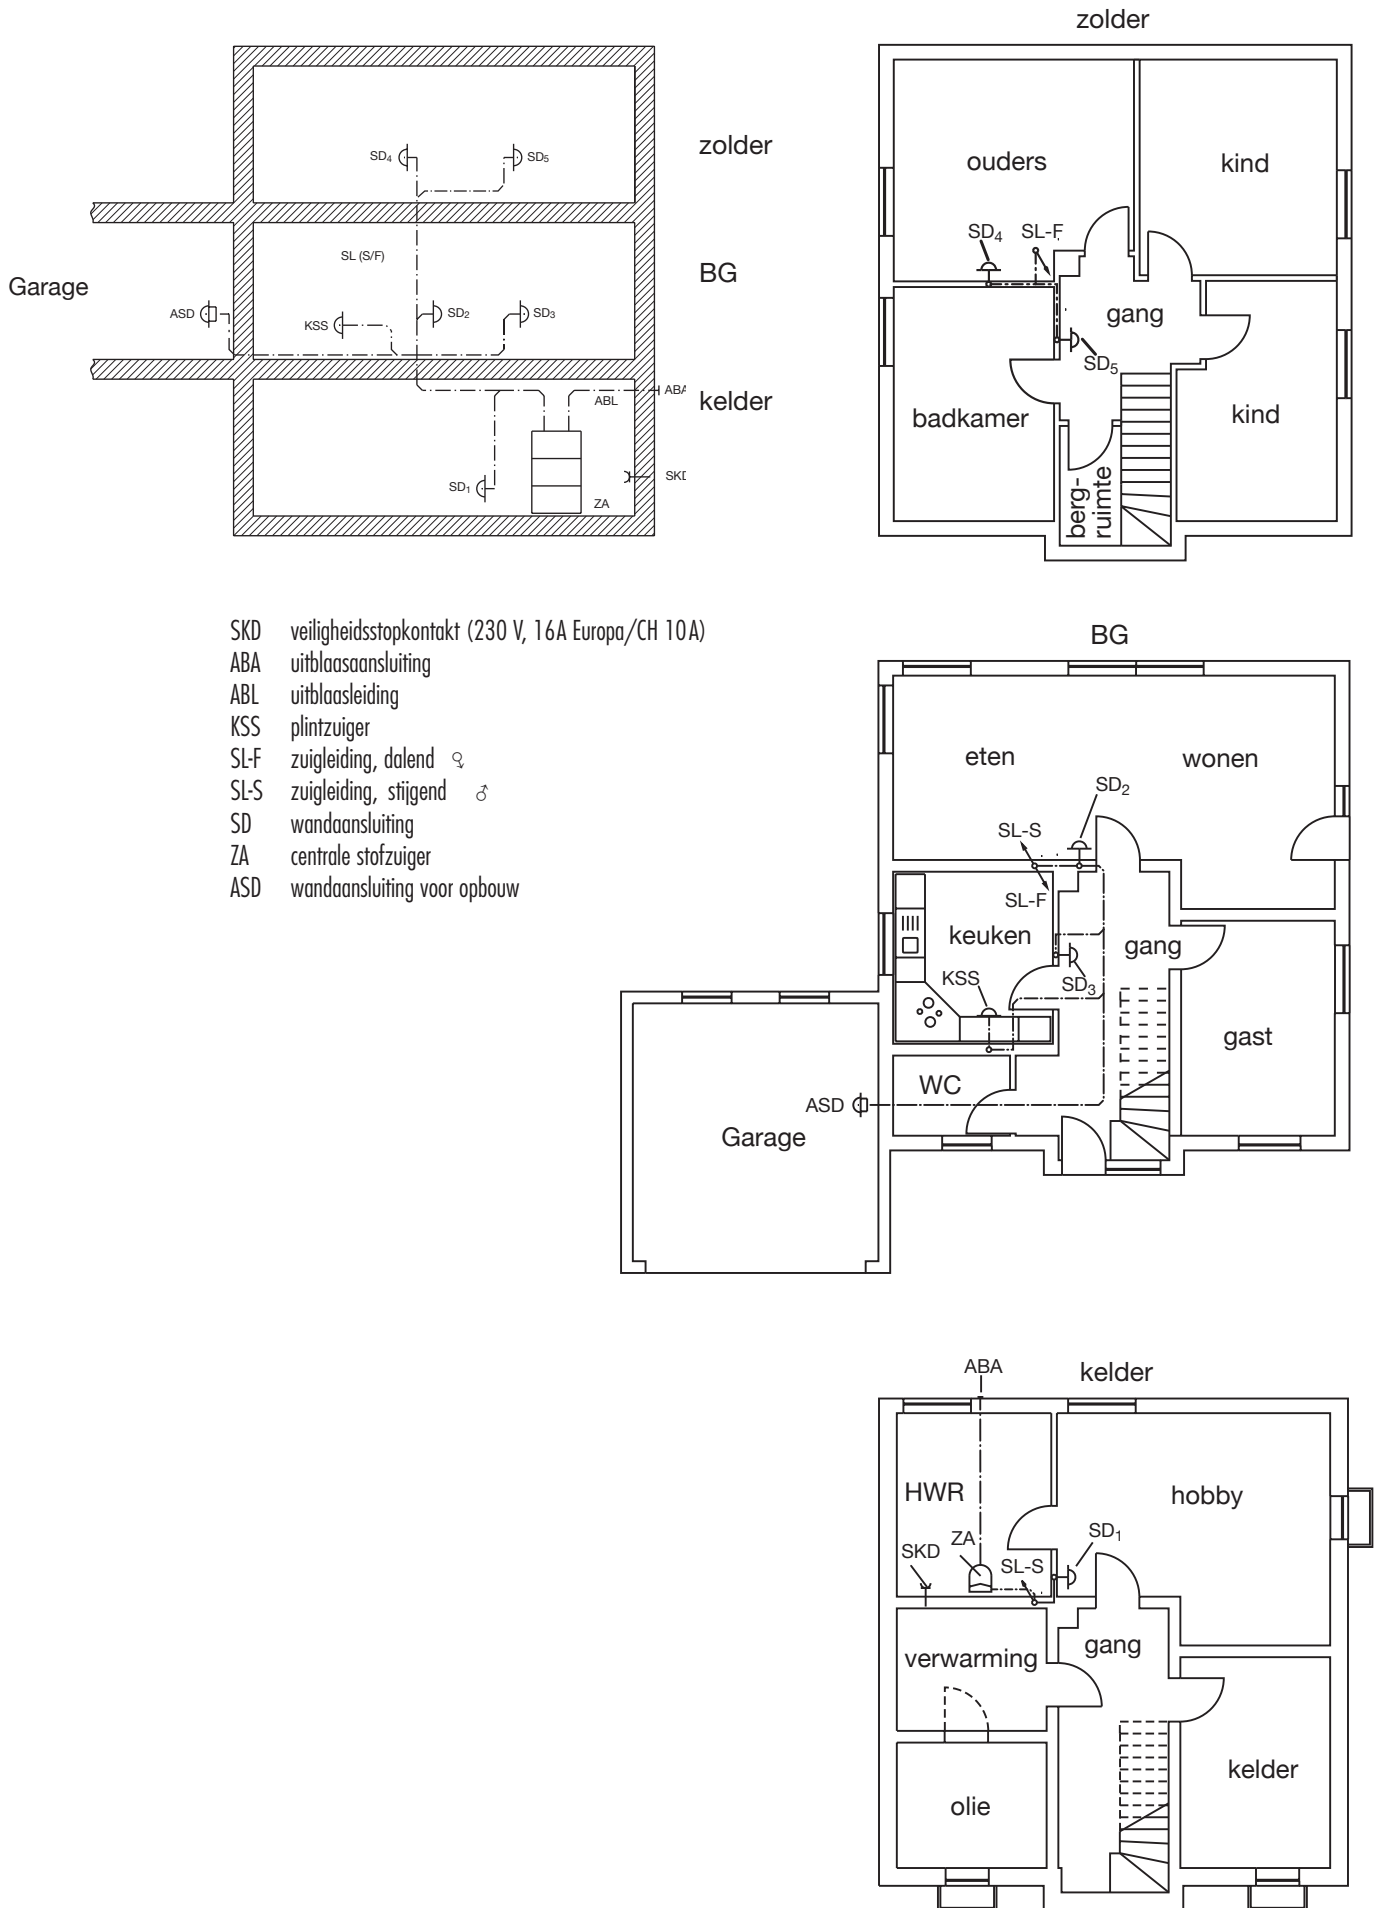 zolder
SD4
SD5
zolder
SL (S/F)
BG
Garage
ASD
KSS
SD2
SD3
ABL
ABA
kelder
SD1
SKD
ZA
ouders
kind
SD4
SL-F
gang
SD5
badkamer
kind
berg-
ruimte
SKD veiligheidsstopkontakt (230 V, 16A Europa/CH 10A)
ABA uitblaasaansluiting
ABL uitblaasleiding
KSS plintzuiger
SL-F zuigleiding, dalend ♀
SL-S zuigleiding, stijgend ♂
SD wandaansluiting
ZA centrale stofzuiger
ASD wandaansluiting voor opbouw
BG
eten
wonen
SD2
SL-S
SL-F
keuken
gang
KSS
SD3
gast
WC
ASD
Garage
ABA
kelder
HWR
hobby
ZA
SD1
SKD
SL-S
gang
verwarming
kelder
olie